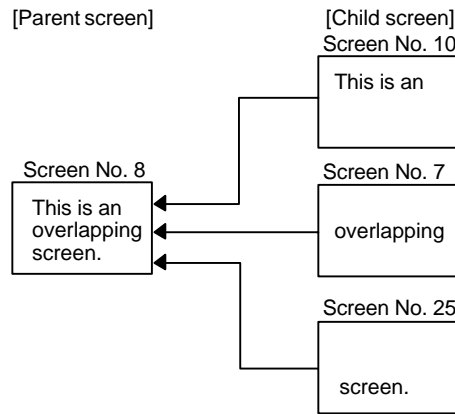 [Parent screen]
[Child screen]
Screen No. 10
This is an
Screen No. 8
This is an
overlapping
screen.
Screen No. 7
overlapping
Screen No. 25
screen.